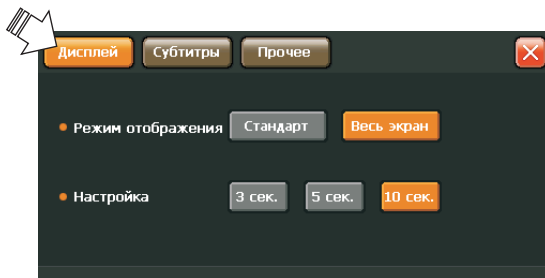 Дисплей Субтитры Прочее
Режим отображения Стандарт Весь экран
Настройка 3 сек. 5 сек. 10 сек.